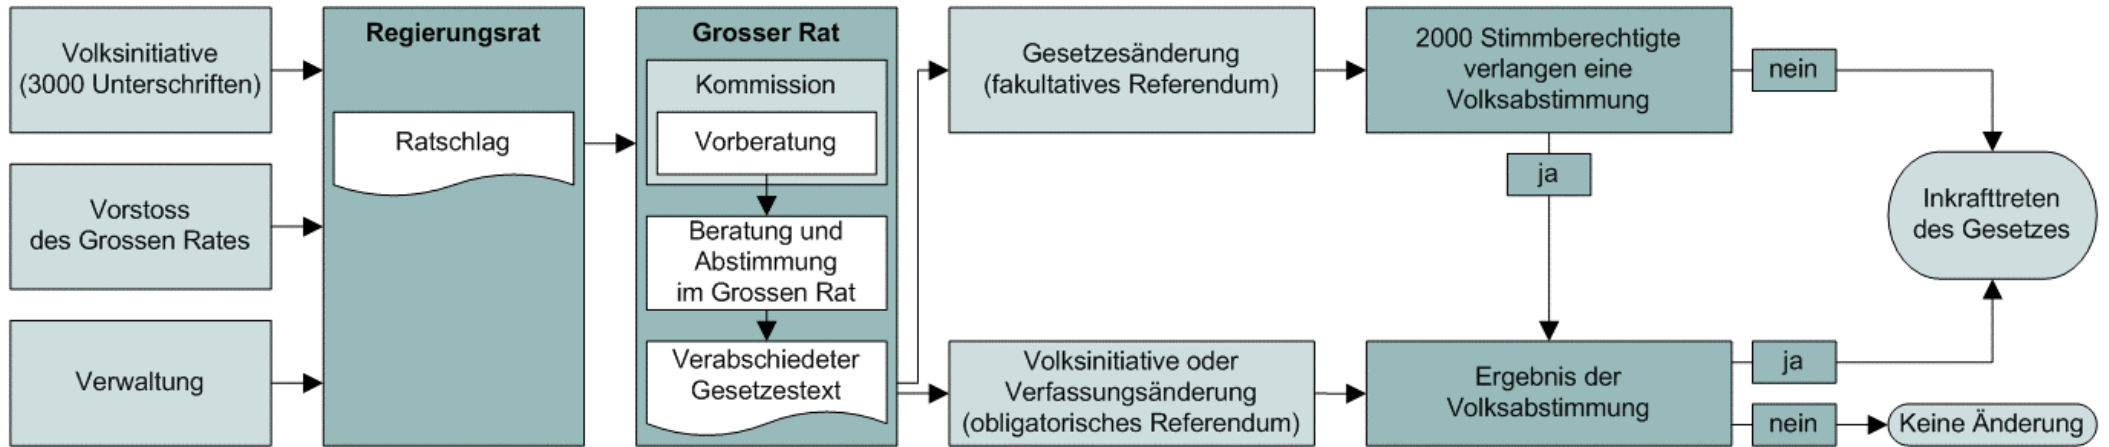 Volksinitiative
(3000 Unterschriften)
Vorstoss
des Grossen Rates
Verwaltung
Regierungsrat
Ratschlag
Grosser Rat
Kommission
Vorberatung
Beratung und
Abstimmung
im Grossen Rat
Verabschiedeter
Gesetzestext
Gesetzesänderung
(fakultatives Referendum)
Volksinitiative oder
Verfassungsänderung
(obligatorisches Referendum)
2000 Stimmberechtigte
verlangen eine
Volksabstimmung
nein
ja
Ergebnis der
Volksabstimmung
ja
nein
Inkrafttreten
des Gesetzes
Keine Änderung